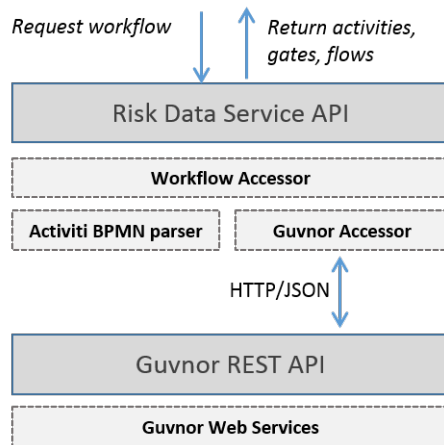 Request workflow
Return activities,
gates, flows
Risk Data Service API
Workflow Accessor
Activiti BPMN parser
Guvnor Accessor
HTTP/JSON
Guvnor REST API
Guvnor Web Services